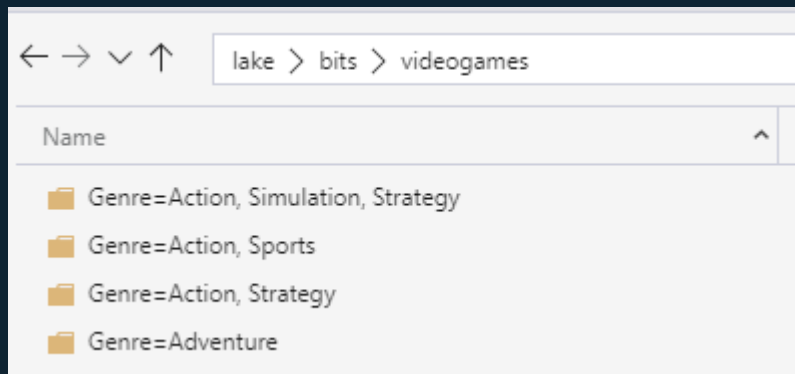 lake > bits > videogames
Name
Genre=Action, Simulation, Strategy
Genre=Action, Sports
Genre=Action, Strategy
Genre=Adventure